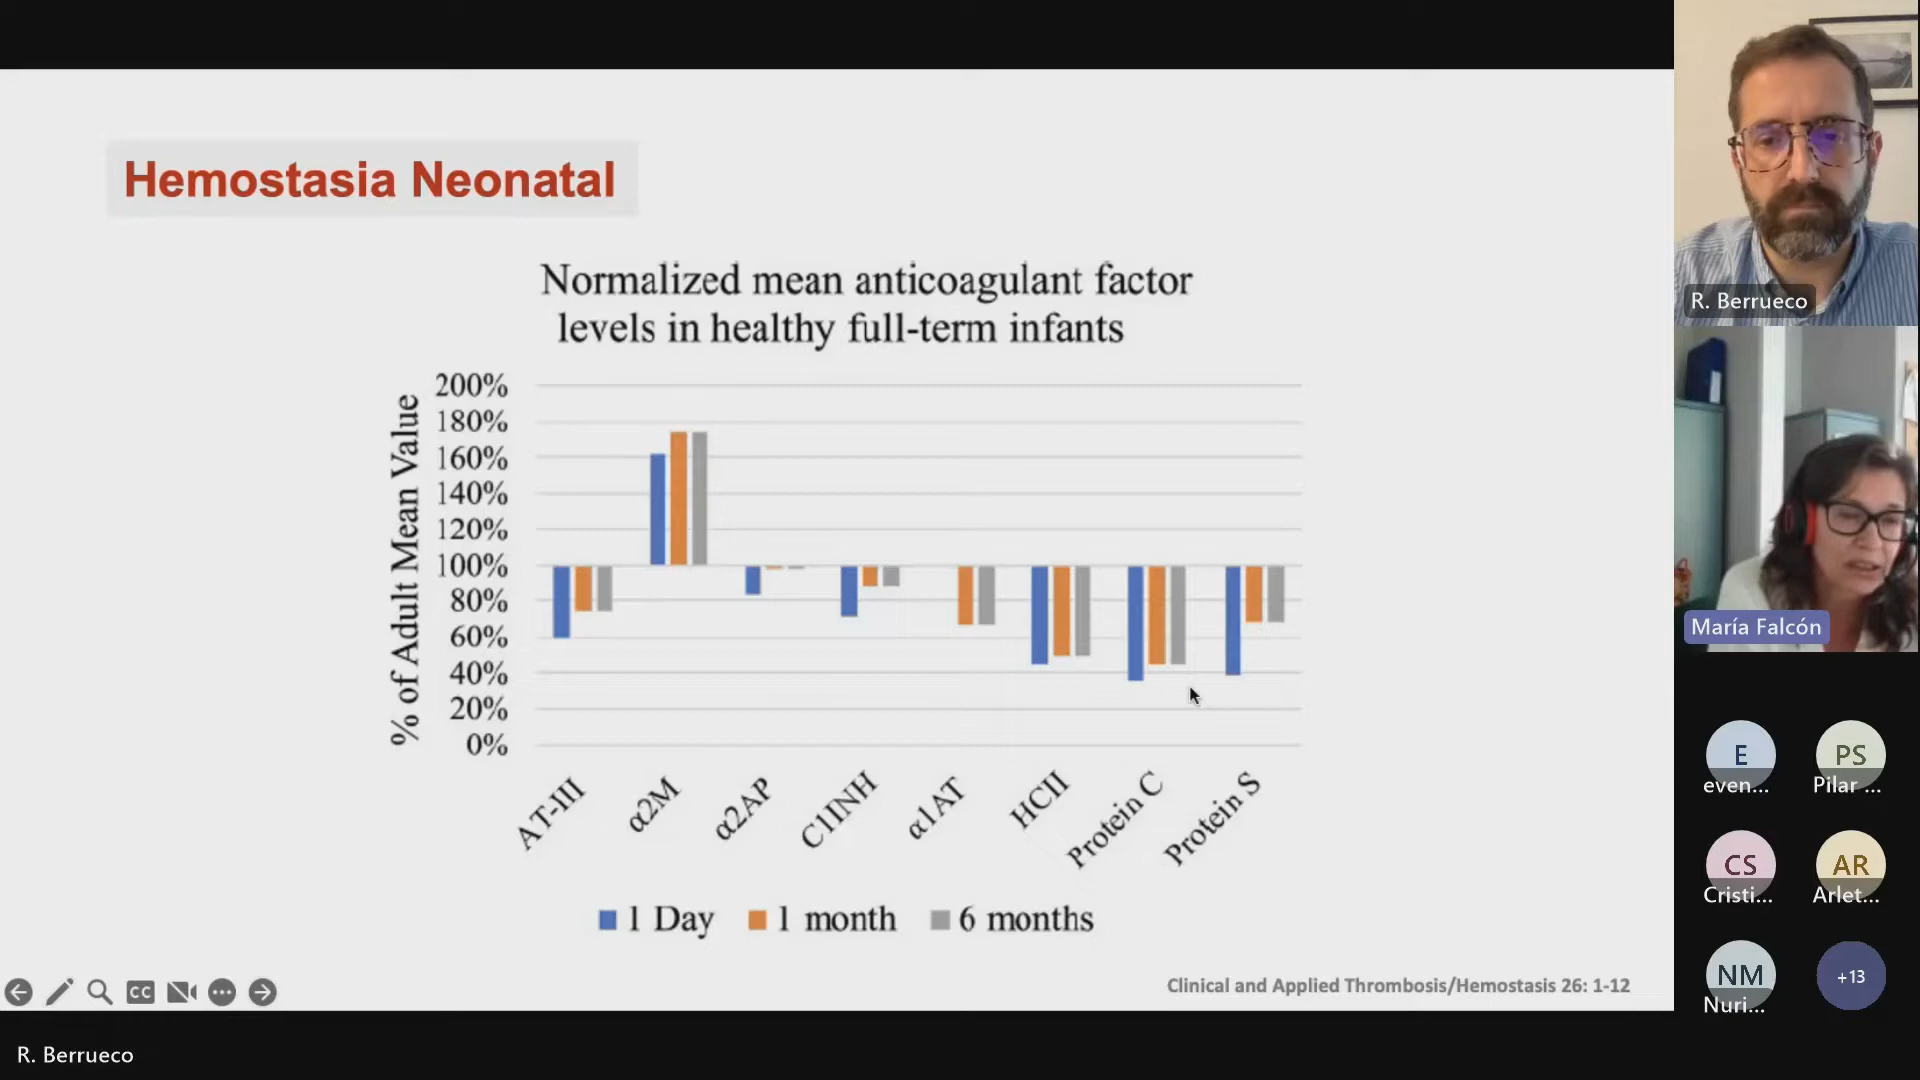 Hemostasia Neonatal
Normalized mean anticoagulant factor
levels in healthy full-term infants
% of Adult Mean Value
200%
180%
160%
140%
120%
100%
80%
60%
40%
20%
0%
AT-III
α2M
α2AP
C1INH
α1AT
HCII
Protein C
Protein S
1 Day
1 month
6 months
CC
Clinical and Applied Thrombosis/Hemostasis 26: 1-12
R. Berrueco
R. Berrueco
María Falcón
E
even...
PS
Pilar ...
CS
Cristi...
AR
Arlet...
NM
Nuri...
+13